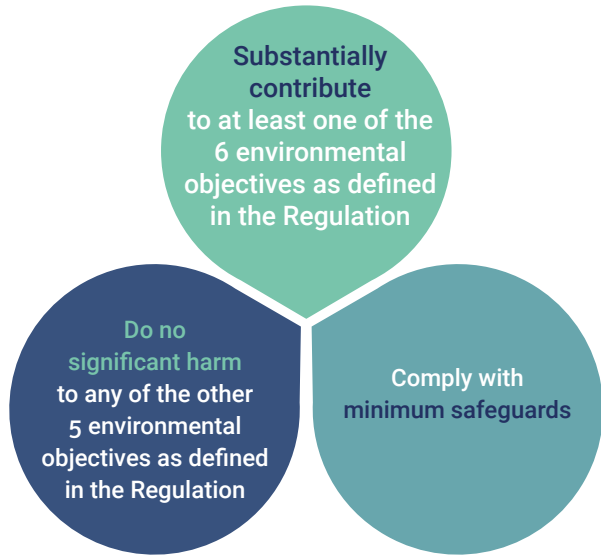 Substantially
contribute
to at least one of the
6 environmental
objectives as defined
in the Regulation
Do no
significant harm
to any of the other
5 environmental
objectives as defined
in the Regulation
Comply with
minimum safeguards